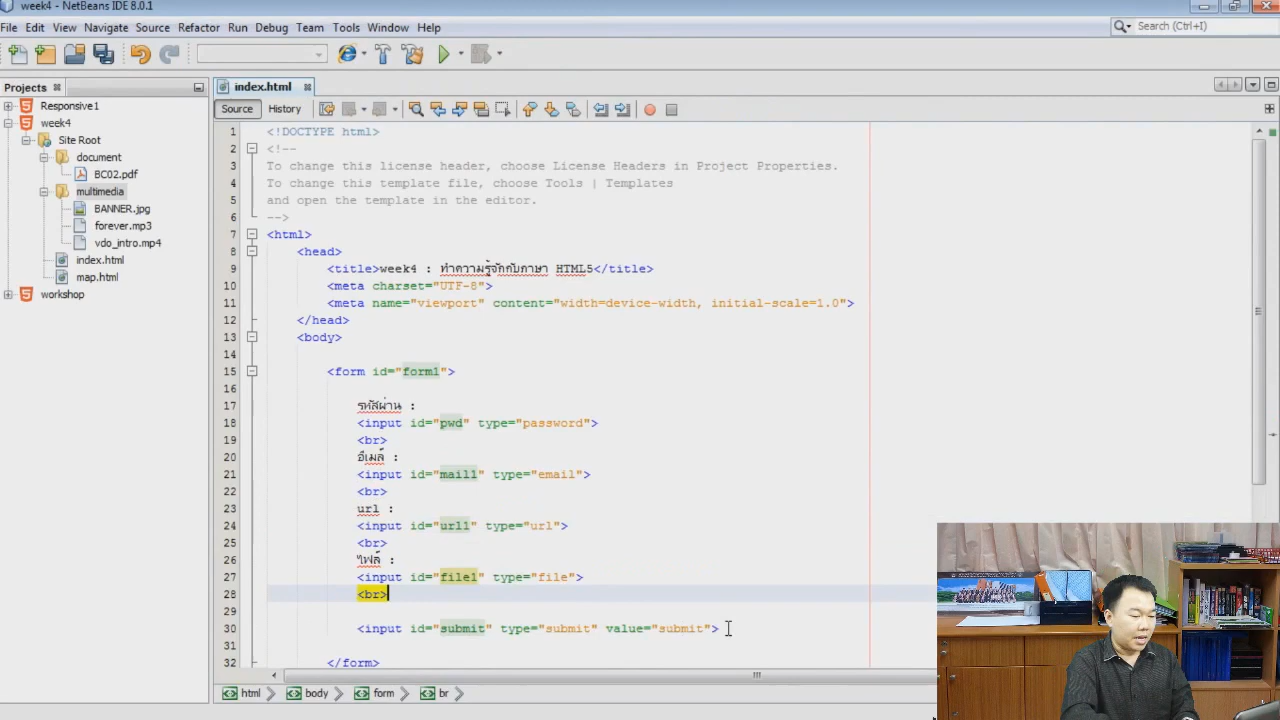 week4 - NetBeans IDE 8.0.1
File Edit View Navigate Source Refactor Run Debug Team Tools Window Help
Search (Ctrl+I)
Projects
index.html
Responsive1
week4
Site Root
document
BC02.pdf
multimedia
BANNER.jpg
forever.mp3
vdo_intro.mp4
index.html
map.html
workshop
Source History
1 <!DOCTYPE html>
2 <!--
3 To change this license header, choose License Headers in Project Properties.
4 To change this template file, choose Tools | Templates
5 and open the template in the editor.
6 -->
7 <html>
8 <head>
9 <title>week4 : ทำความรู้จักกับภาษา HTML5</title>
10 <meta charset="UTF-8">
11 <meta name="viewport" content="width=device-width, initial-scale=1.0">
12 </head>
13 <body>
14
15 <form id="form1">
16
17 รหัสผ่าน :
18 <input id="pwd" type="password">
19 <br>
20 อีเมล์ :
21 <input id="mail1" type="email">
22 <br>
23 url :
24 <input id="url1" type="url">
25 <br>
26 ไฟล์ :
27 <input id="file1" type="file">
28 <br>
29
30 <input id="submit" type="submit" value="submit">
31
32 </form>
html body form br